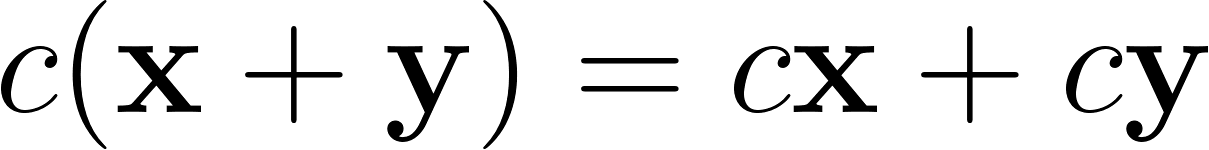 c(𝐱 + 𝐲) = c𝐱 + c𝐲